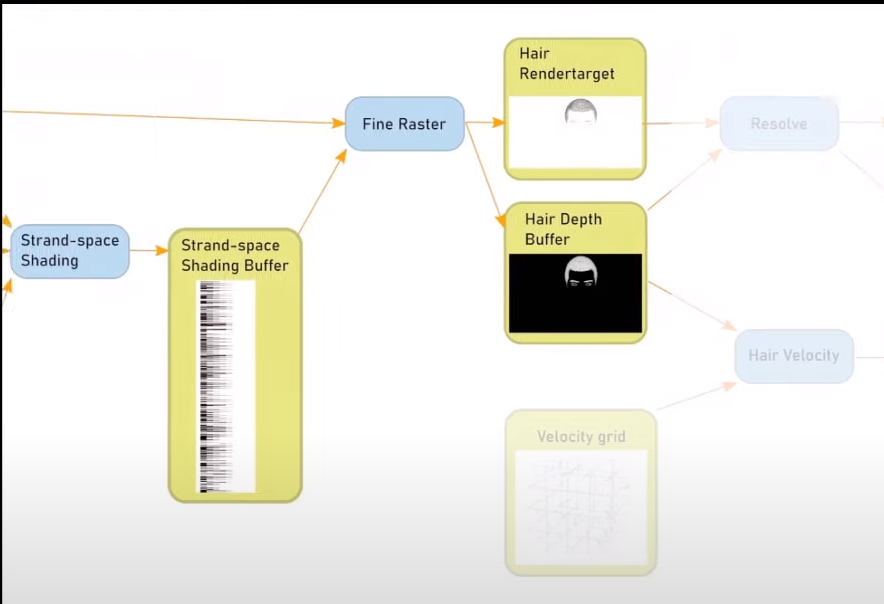 Hair
Rendertarget
Fine Raster
Resolve
Strand-space
Shading
Strand-space
Shading Buffer
Hair Depth
Buffer
Hair Velocity
Velocity grid